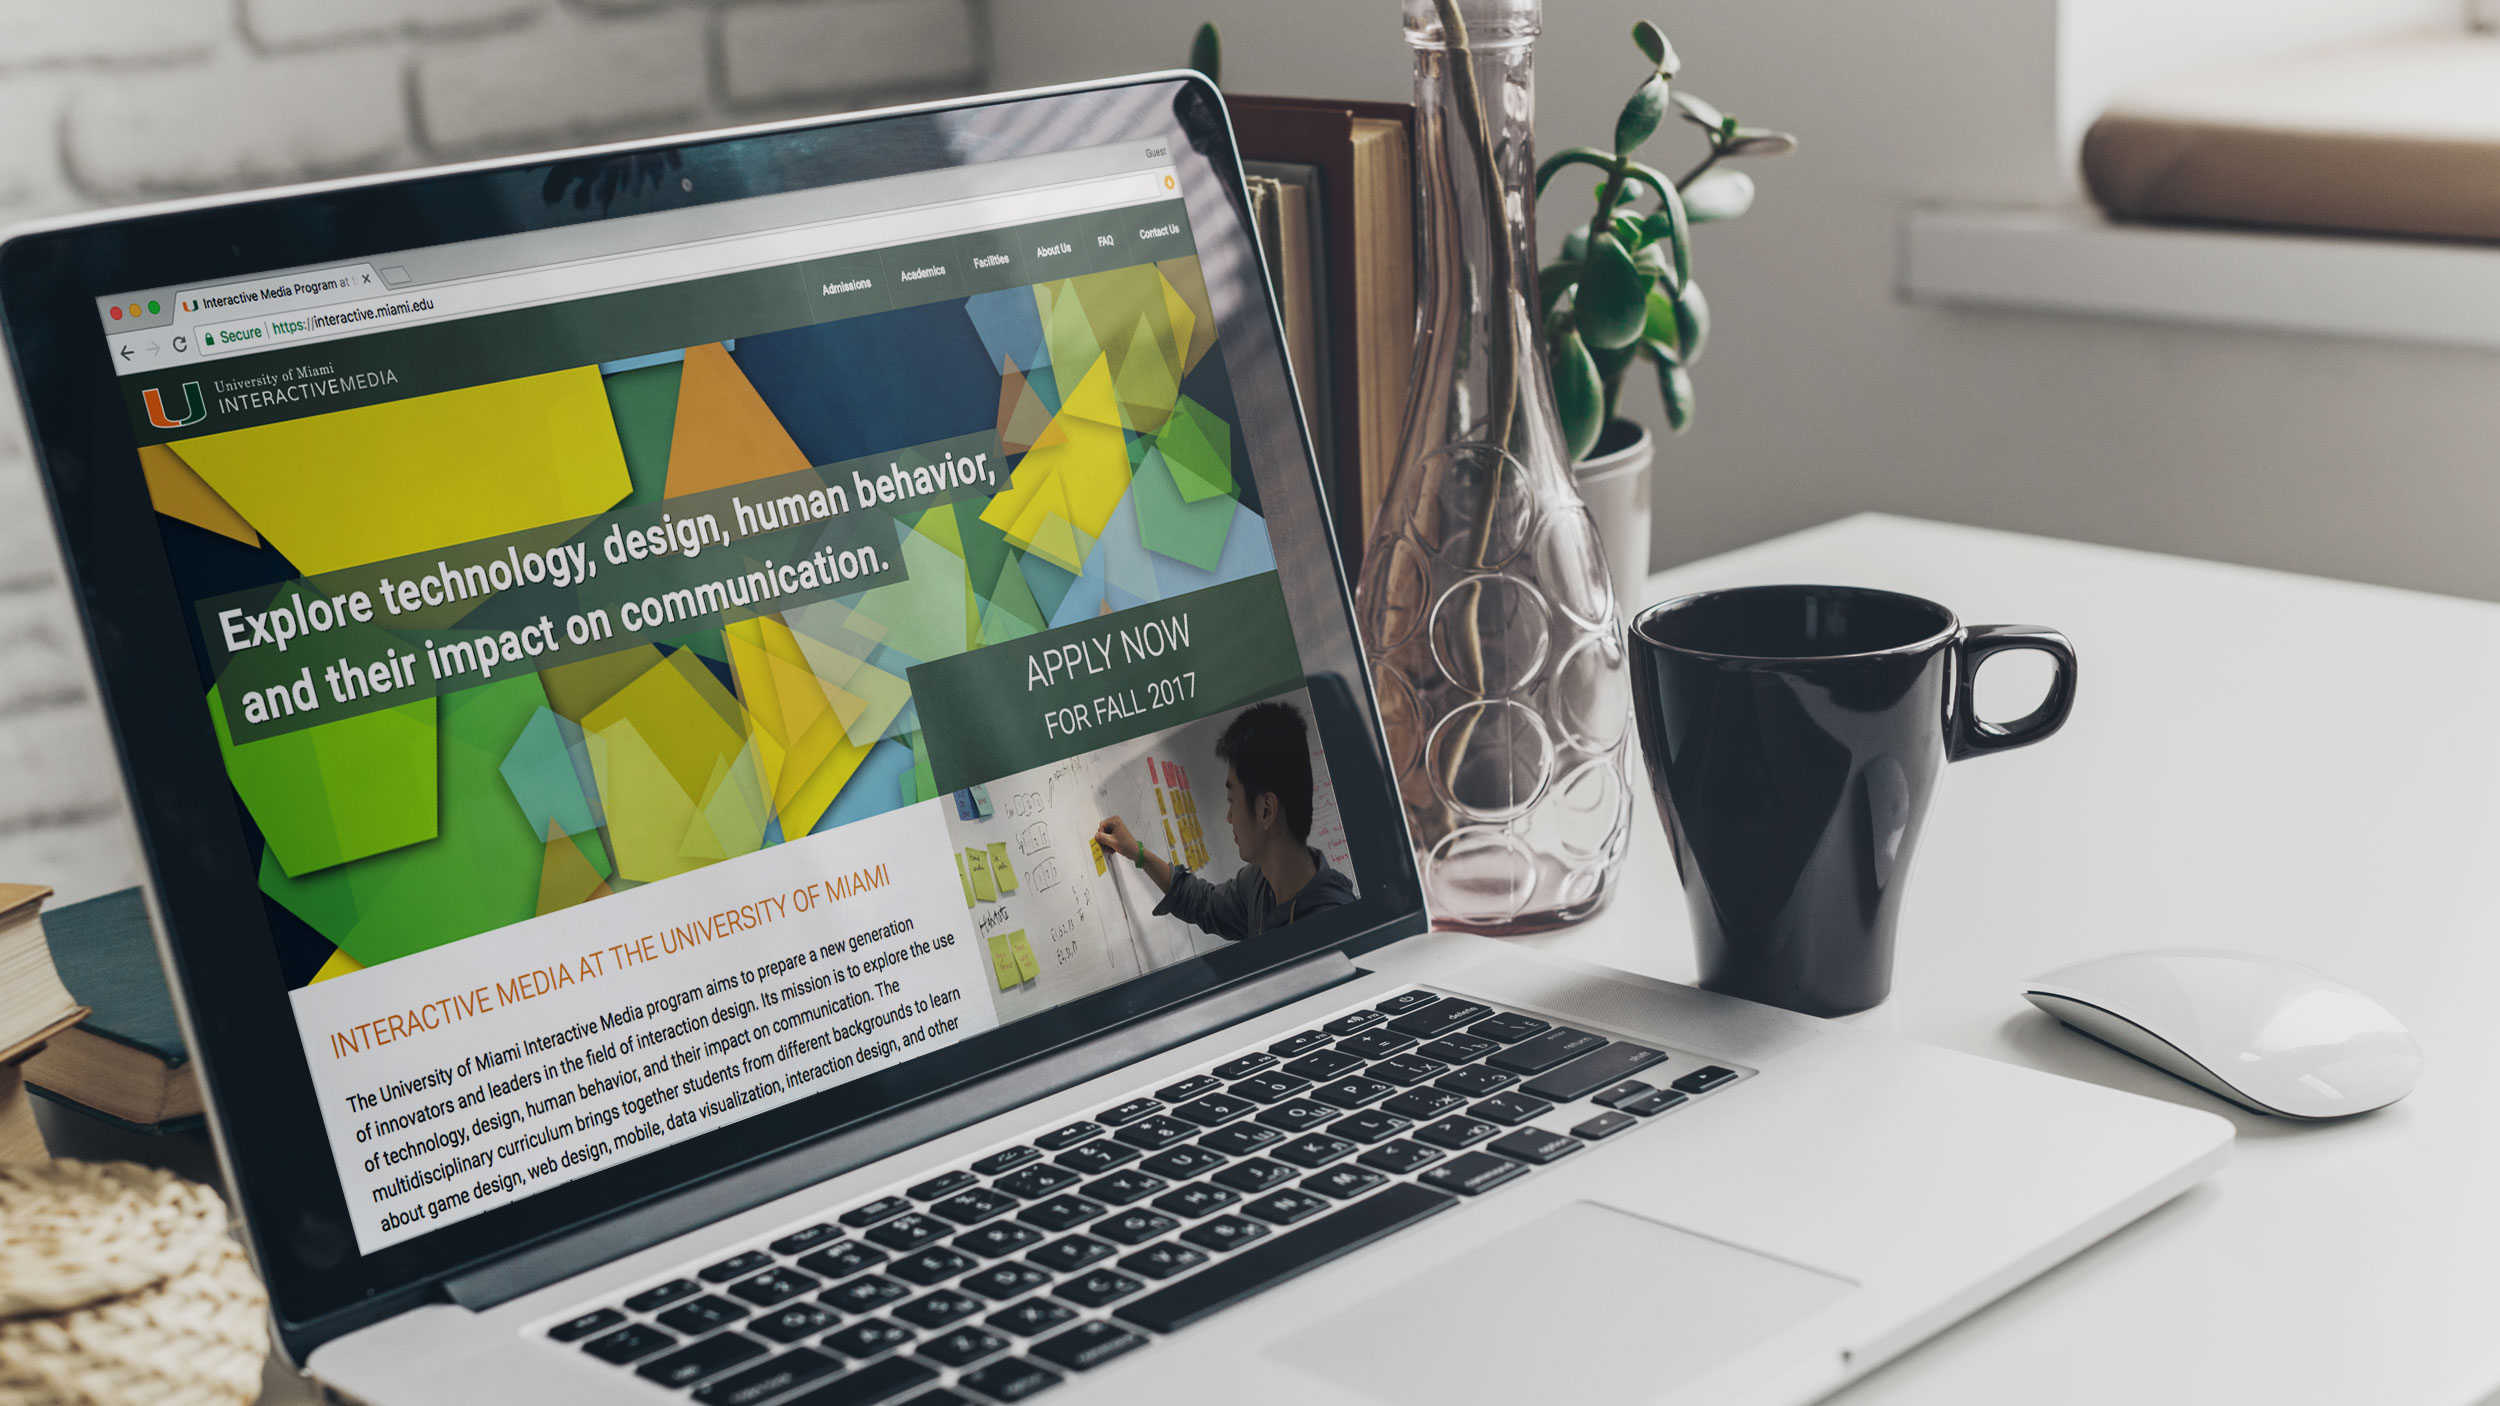 Guest
Interactive Media Program at t
Secure https://interactive.miami.edu
University of Miami
INTERACTIVEMEDIA
Admissions
Academics
Facilities
About Us
FAQ
Contact Us
Explore technology, design, human behavior,
and their impact on communication.
APPLY NOW
FOR FALL 2017
INTERACTIVE MEDIA AT THE UNIVERSITY OF MIAMI
The University of Miami Interactive Media program aims to prepare a new generation
of innovators and leaders in the field of interaction design. Its mission is to explore the use
of technology, design, human behavior, and their impact on communication. The
multidisciplinary curriculum brings together students from different backgrounds to learn
about game design, web design, mobile, data visualization, interaction design, and other
delete
return
shift
command
option